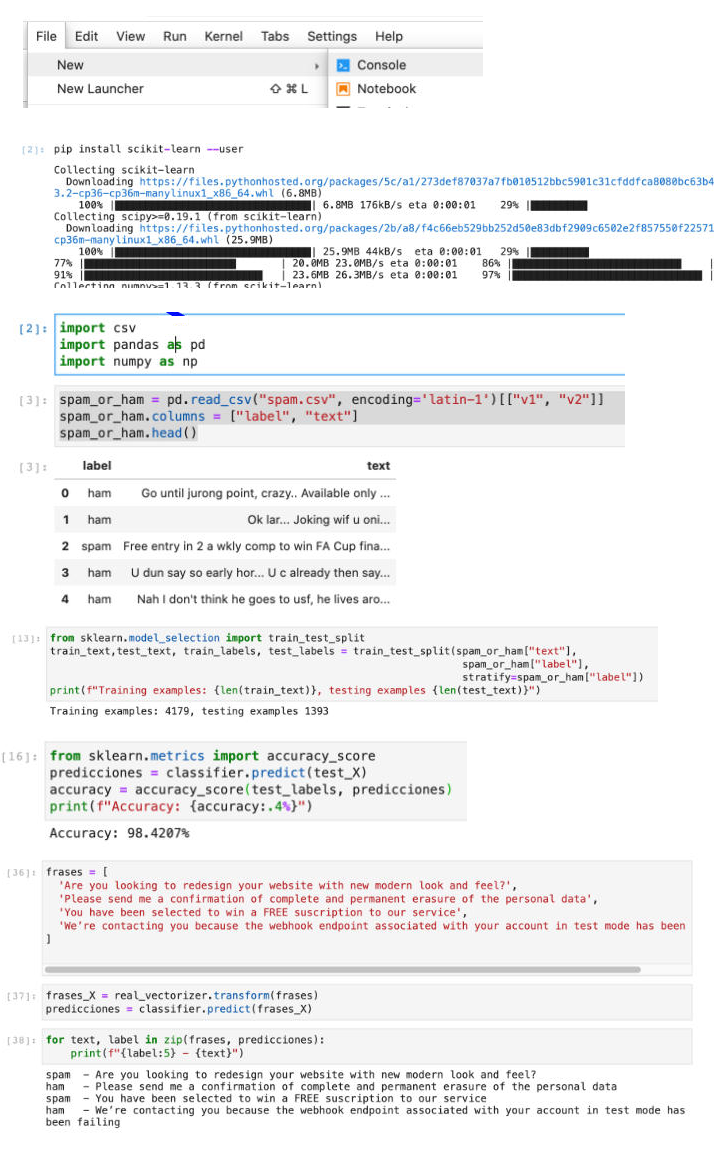 File Edit View Run Kernel Tabs Settings Help
New › Console
New Launcher ⇧ ⌘ L Notebook
[2]: pip install scikit-learn --user
Collecting scikit-learn
Downloading https://files.pythonhosted.org/packages/5c/a1/273def87037a7fb010512bbc5901c31cfddfca8080bc63b4
3.2-cp36-cp36m-manylinux1_x86_64.whl (6.8MB)
100% | | 6.8MB 176kB/s eta 0:00:01 29% |
Collecting scipy>=0.19.1 (from scikit-learn)
Downloading https://files.pythonhosted.org/packages/2b/a8/f4c66eb529bb252d50e83dbf2909c6502e2f857550f22571
cp36m-manylinux1_x86_64.whl (25.9MB)
100% | | 25.9MB 44kB/s eta 0:00:01 29% |
77% | | 20.0MB 23.0MB/s eta 0:00:01 86% | |
91% | | 23.6MB 26.3MB/s eta 0:00:01 97% | |
Collecting numpy>=1.13.3 (from scikit-learn)
[2]: import csv
import pandas as pd
import numpy as np
[3]: spam_or_ham = pd.read_csv("spam.csv", encoding='latin-1')[["v1", "v2"]]
spam_or_ham.columns = ["label", "text"]
spam_or_ham.head()
[3]: label text
0 ham Go until jurong point, crazy.. Available only ...
1 ham Ok lar... Joking wif u oni...
2 spam Free entry in 2 a wkly comp to win FA Cup fina...
3 ham U dun say so early hor... U c already then say...
4 ham Nah I don't think he goes to usf, he lives aro...
[13]: from sklearn.model_selection import train_test_split
train_text,test_text, train_labels, test_labels = train_test_split(spam_or_ham["text"],
spam_or_ham["label"],
stratify=spam_or_ham["label"])
print(f"Training examples: {len(train_text)}, testing examples {len(test_text)}")
Training examples: 4179, testing examples 1393
[16]: from sklearn.metrics import accuracy_score
predicciones = classifier.predict(test_X)
accuracy = accuracy_score(test_labels, predicciones)
print(f"Accuracy: {accuracy:.4%}")
Accuracy: 98.4207%
[36]: frases = [
'Are you looking to redesign your website with new modern look and feel?',
'Please send me a confirmation of complete and permanent erasure of the personal data',
'You have been selected to win a FREE suscription to our service',
'We're contacting you because the webhook endpoint associated with your account in test mode has been
]
[37]: frases_X = real_vectorizer.transform(frases)
predicciones = classifier.predict(frases_X)
[38]: for text, label in zip(frases, predicciones):
print(f"{label:5} - {text}")
spam - Are you looking to redesign your website with new modern look and feel?
ham - Please send me a confirmation of complete and permanent erasure of the personal data
spam - You have been selected to win a FREE suscription to our service
ham - We're contacting you because the webhook endpoint associated with your account in test mode has
been failing